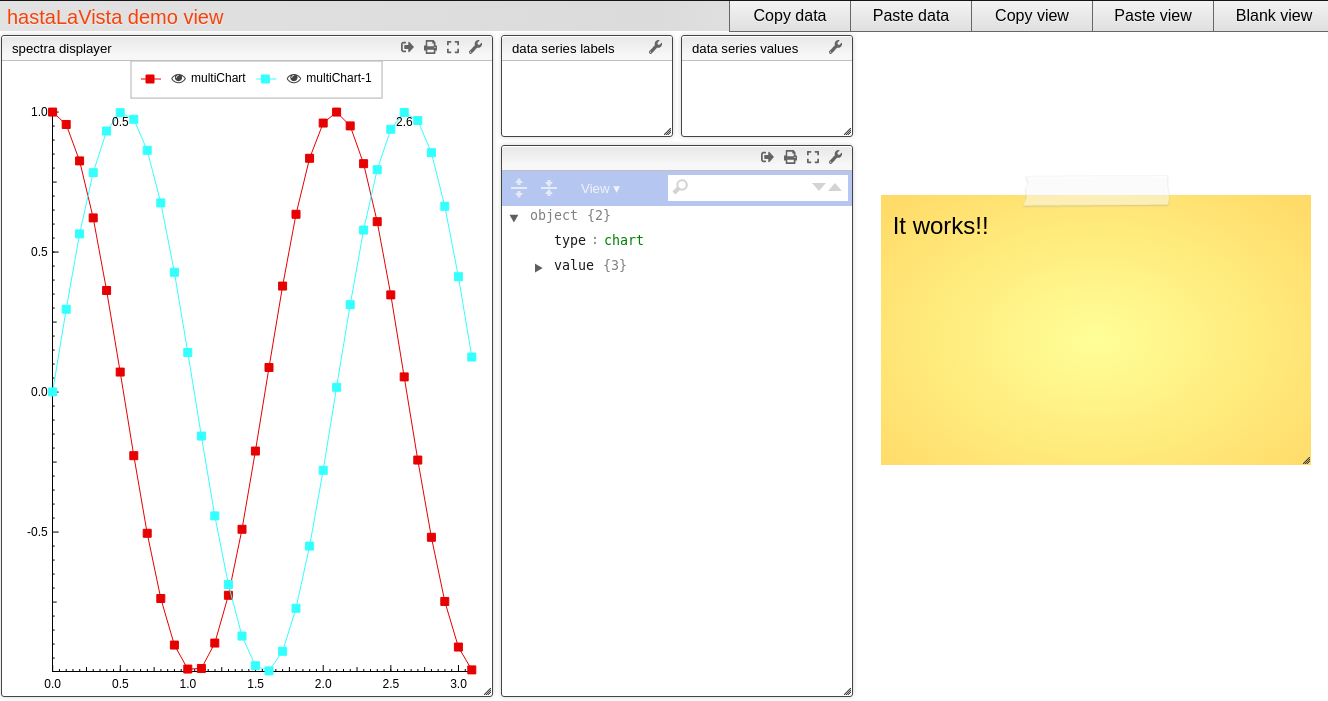 hastaLaVista demo view
Copy data
Paste data
Copy view
Paste view
Blank view
spectra displayer
multiChart
multiChart-1
1.0
0.5
0.0
-0.5
0.5
2.6
0.0
0.5
1.0
1.5
2.0
2.5
3.0
data series labels
data series values
View ▾
object {2}
type : chart
value {3}
It works!!